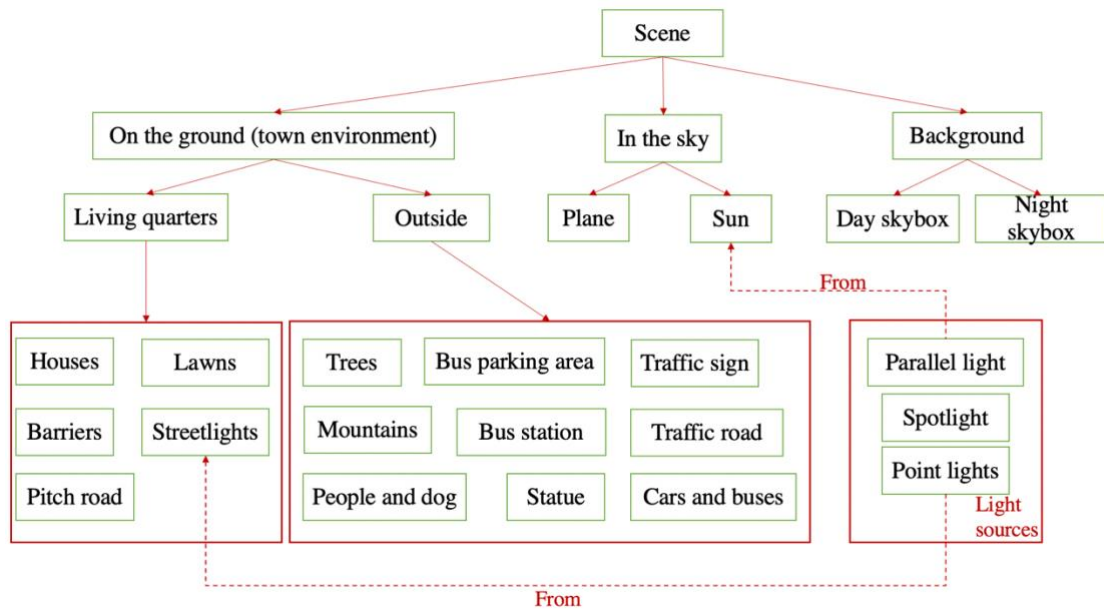 Scene
On the ground (town environment)
In the sky
Background
Living quarters
Outside
Plane
Sun
Day skybox
Night
skybox
From
Houses
Lawns
Trees
Bus parking area
Traffic sign
Parallel light
Barriers
Streetlights
Mountains
Bus station
Traffic road
Spotlight
Point lights
Pitch road
People and dog
Statue
Cars and buses
Light
sources
From